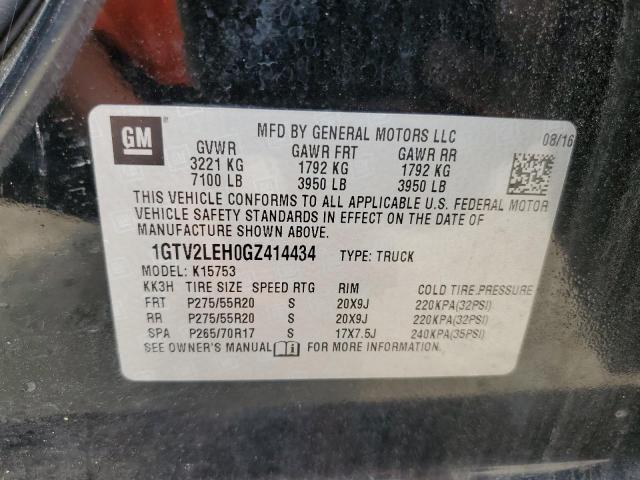 GM
MFD BY GENERAL MOTORS LLC
08/16
GVWR GAWR FRT GAWR RR
3221 KG 1792 KG 1792 KG
7100 LB 3950 LB 3950 LB
THIS VEHICLE CONFORMS TO ALL APPLICABLE U.S. FEDERAL MOTOR
VEHICLE SAFETY STANDARDS IN EFFECT ON THE DATE OF
MANUFACTURE SHOWN ABOVE.
1GTV2LEH0GZ414434 TYPE: TRUCK
MODEL: K15753
KK3H TIRE SIZE SPEED RTG RIM COLD TIRE PRESSURE
FRT P275/55R20 S 20X9J 220KPA(32PSI)
RR P275/55R20 S 20X9J 220KPA(32PSI)
SPA P265/70R17 S 17X7.5J 240KPA(35PSI)
SEE OWNER'S MANUAL FOR MORE INFORMATION.